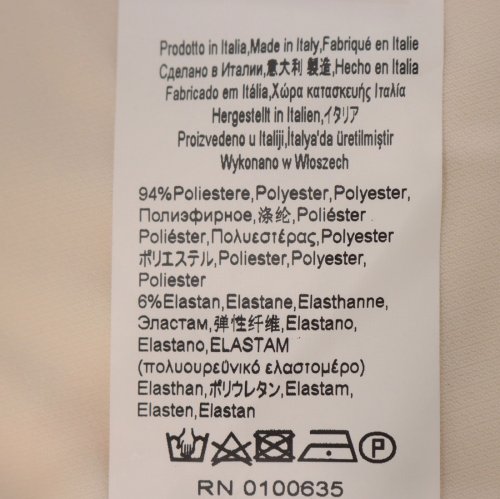 Prodotto in Italia,Made in Italy,Fabriqué en Italie
Сделано в Италии,意大利 製造,Hecho en Italia
Fabricado em Itália,Χώρα κατασκευής Ιταλία
Hergestellt in Italien,イタリア
Proizvedeno u Italiji,İtalya'da üretilmiştir
Wykonano w Włoszech
94%Poliestere,Polyester,Polyester,
Полиэфирное,涤纶,Poliéster
Poliéster,Πολυεστέρας,Polyester
ポリエステル,Poliester,Polyester,
Poliester
6%Elastan,Elastane,Elasthanne,
Эластам,弹性纤维,Elastano,
Elastano,ELASTAM
(πολυουρεϋνικό ελαστομέρο)
Elasthan,ポリウレタン,Elastam,
Elasten,Elastan
P
RN 0100635